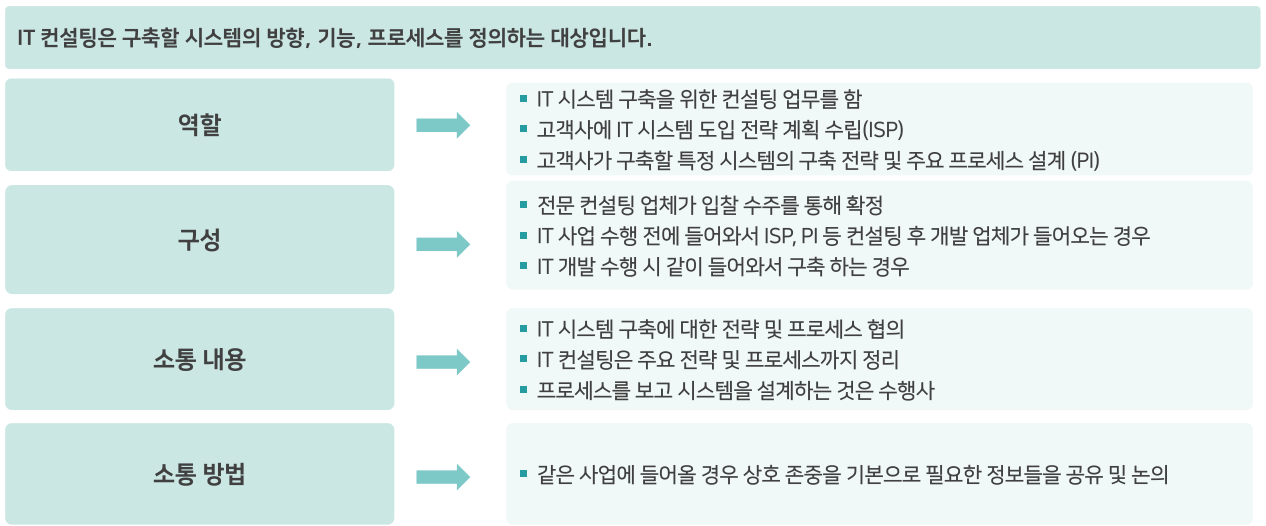 IT 컨설팅은 구축할 시스템의 방향, 기능, 프로세스를 정의하는 대상입니다.
역할
IT 시스템 구축을 위한 컨설팅 업무를 함
고객사에 IT 시스템 도입 전략 계획 수립(ISP)
고객사가 구축할 특정 시스템의 구축 전략 및 주요 프로세스 설계 (PI)
구성
전문 컨설팅 업체가 입찰 수주를 통해 확정
IT 사업 수행 전에 들어와서 ISP, PI 등 컨설팅 후 개발 업체가 들어오는 경우
IT 개발 수행 시 같이 들어와서 구축 하는 경우
소통 내용
IT 시스템 구축에 대한 전략 및 프로세스 협의
IT 컨설팅은 주요 전략 및 프로세스까지 정리
프로세스를 보고 시스템을 설계하는 것은 수행사
소통 방법
같은 사업에 들어올 경우 상호 존중을 기본으로 필요한 정보들을 공유 및 논의